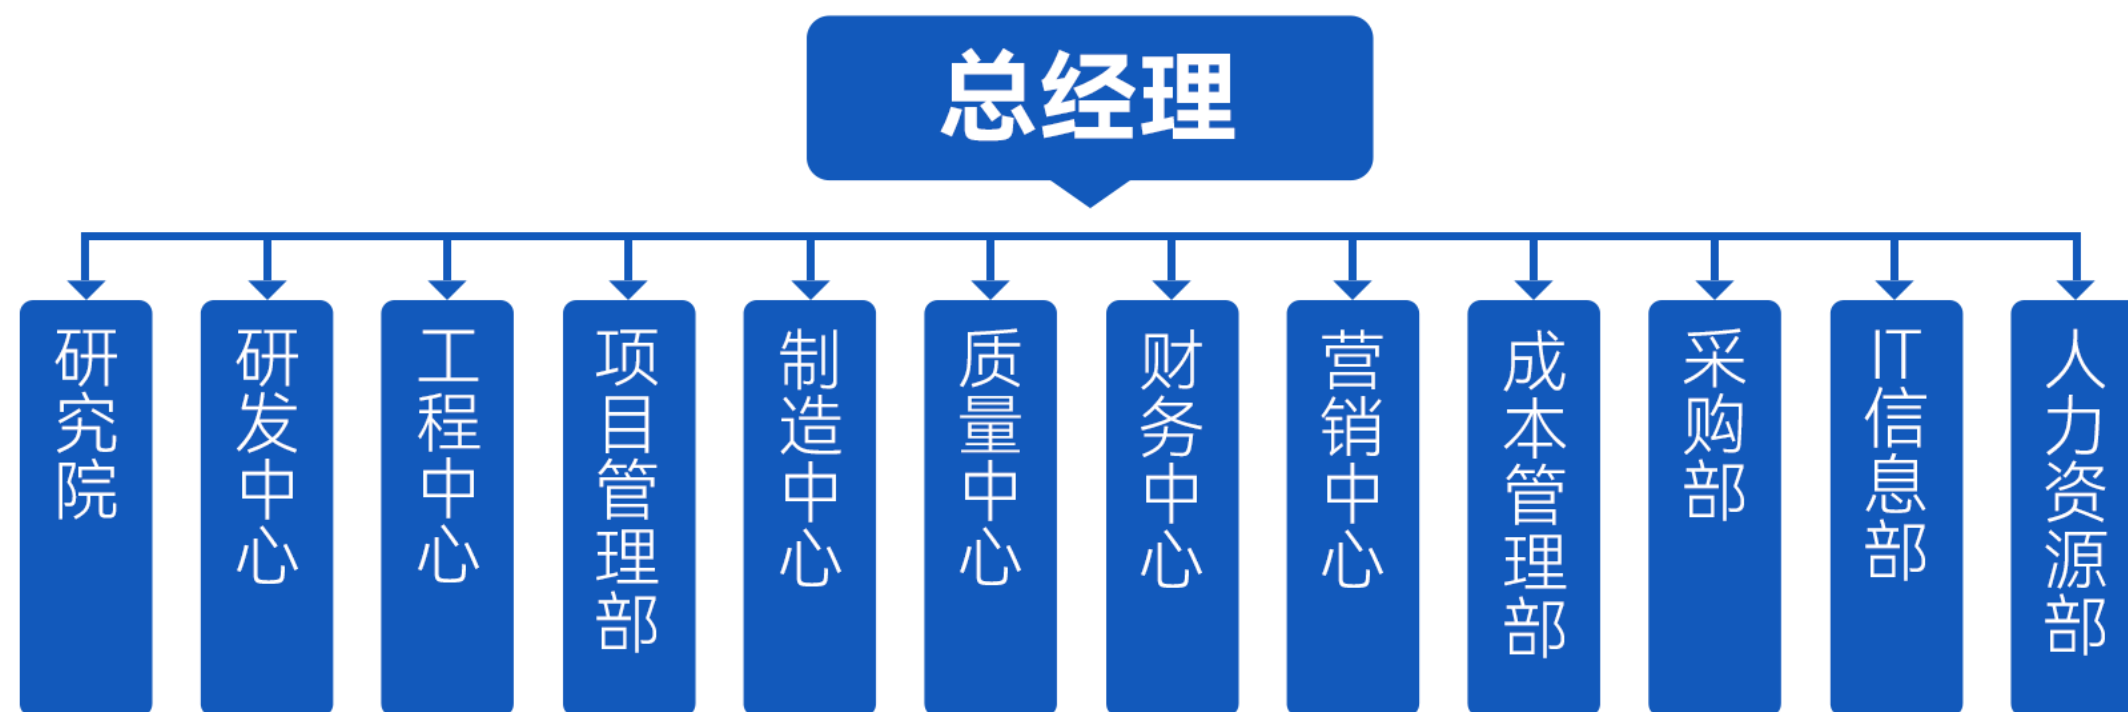 总经理
研究院
研发中心
工程中心
项目管理部
制造中心
质量中心
财务中心
营销中心
成本管理部
采购部
IT信息部
人力资源部